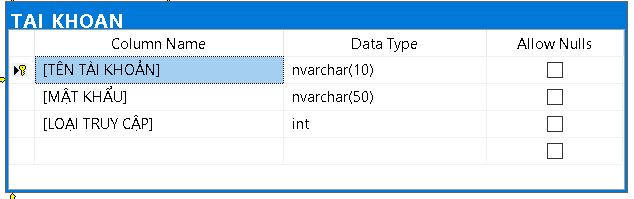 TAI KHOAN
Column Name Data Type Allow Nulls
[TÊN TÀI KHOẢN] nvarchar(10)
[MẬT KHẨU] nvarchar(50)
[LOẠI TRUY CẬP] int